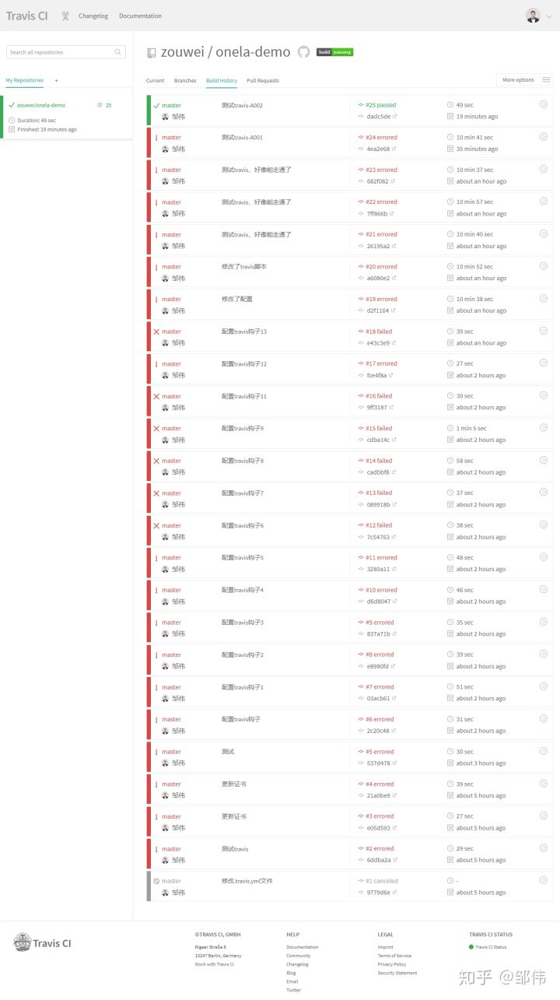 Travis CI
Changelog
Documentation
Search all repositories
My Repositories
+
zouwei/onela-demo
# 25
Duration: 49 sec
Finished: 19 minutes ago
zouwei / onela-demo
build passing
Current
Branches
Build History
Pull Requests
More options
master 测试travis-A002 #25 passed 49 sec
邹伟 dadc5de 19 minutes ago
master 测试travis-A001 #24 errored 10 min 41 sec
邹伟 4ea2e68 35 minutes ago
master 测试travis，好像能走通了 #23 errored 10 min 37 sec
邹伟 682f082 about an hour ago
master 测试travis，好像能走通了 #22 errored 10 min 57 sec
邹伟 7ff866b about an hour ago
master 测试travis，好像能走通了 #21 errored 10 min 40 sec
邹伟 26195a2 about an hour ago
master 修改了travis脚本 #20 errored 10 min 52 sec
邹伟 a6080e2 about an hour ago
master 修改了配置 #19 errored 10 min 38 sec
邹伟 d2f1164 about an hour ago
master 配置travis钩子13 #18 failed 39 sec
邹伟 e43c3e9 about an hour ago
master 配置travis钩子12 #17 errored 27 sec
邹伟 fce4f8a about 2 hours ago
master 配置travis钩子11 #16 failed 30 sec
邹伟 9ff3187 about 2 hours ago
master 配置travis钩子9 #15 failed 1 min 5 sec
邹伟 cdba14c about 2 hours ago
master 配置travis钩子8 #14 failed 58 sec
邹伟 cadbbf8 about 2 hours ago
master 配置travis钩子7 #13 failed 37 sec
邹伟 089918b about 2 hours ago
master 配置travis钩子6 #12 failed 38 sec
邹伟 7c54763 about 2 hours ago
master 配置travis钩子5 #11 errored 48 sec
邹伟 3280a11 about 2 hours ago
master 配置travis钩子4 #10 errored 46 sec
邹伟 d6d8047 about 2 hours ago
master 配置travis钩子3 #9 errored 35 sec
邹伟 837a71b about 2 hours ago
master 配置travis钩子2 #8 errored 39 sec
邹伟 e8980fd about 2 hours ago
master 配置travis钩子1 #7 errored 51 sec
邹伟 03acb61 about 2 hours ago
master 配置travis钩子 #6 errored 31 sec
邹伟 2c20c48 about 2 hours ago
master 测试 #5 errored 30 sec
邹伟 537d478 about 3 hours ago
master 更新证书 #4 errored 39 sec
邹伟 21a0be9 about 5 hours ago
master 更新证书 #3 errored 27 sec
邹伟 e05d593 about 5 hours ago
master 测试travis #2 errored 29 sec
邹伟 6ddba2a about 5 hours ago
master 修改.travis.yml文件 #1 canceled -
邹伟 9779d6e about 5 hours ago
Travis CI
©TRAVIS CI, GMBH
Rigaer Straße 8
10247 Berlin, Germany
Work with Travis CI
HELP
Documentation
Community
Changelog
Blog
Email
Twitter
LEGAL
Imprint
Terms of Service
Privacy Policy
Security Statement
TRAVIS CI STATUS
Travis CI Status
知乎 @邹伟